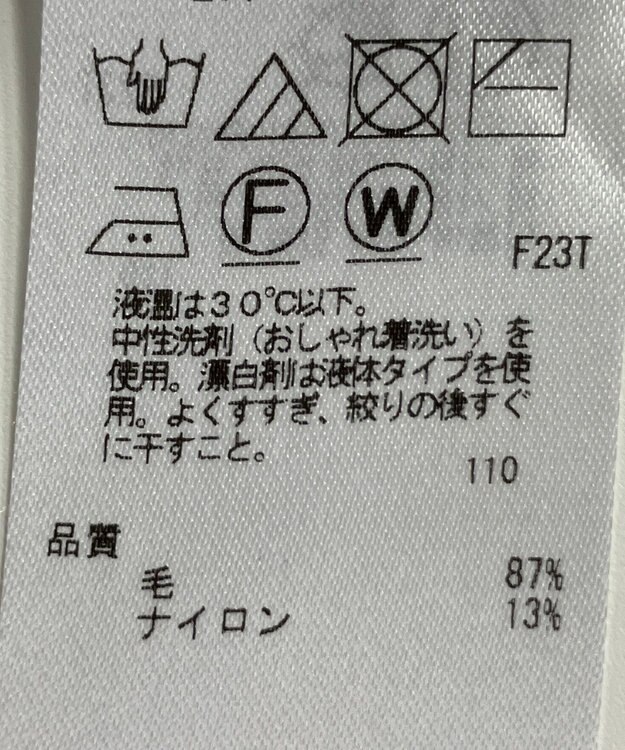 F W
F23T
液温は30℃以下。
中性洗剤(おしゃれ着洗い)を
使用。漂白剤は液体タイプを使
用。よくすすぎ、絞りの後すぐ
に干すこと。
110
品質
毛 87%
ナイロン 13%